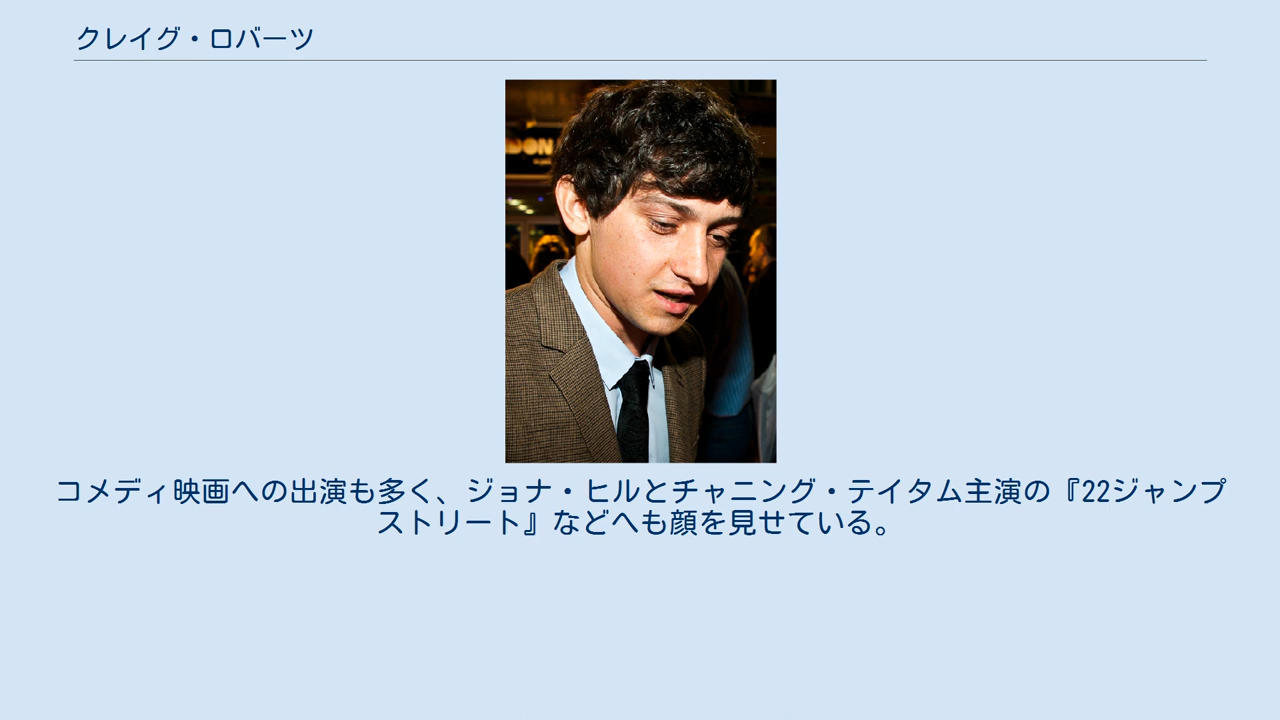 クレイグ・ロバーツ
DON
コメディ映画への出演も多く、ジョナ・ヒルとチャニング・テイタム主演の『22ジャンプ
ストリート』などへも顔を見せている。